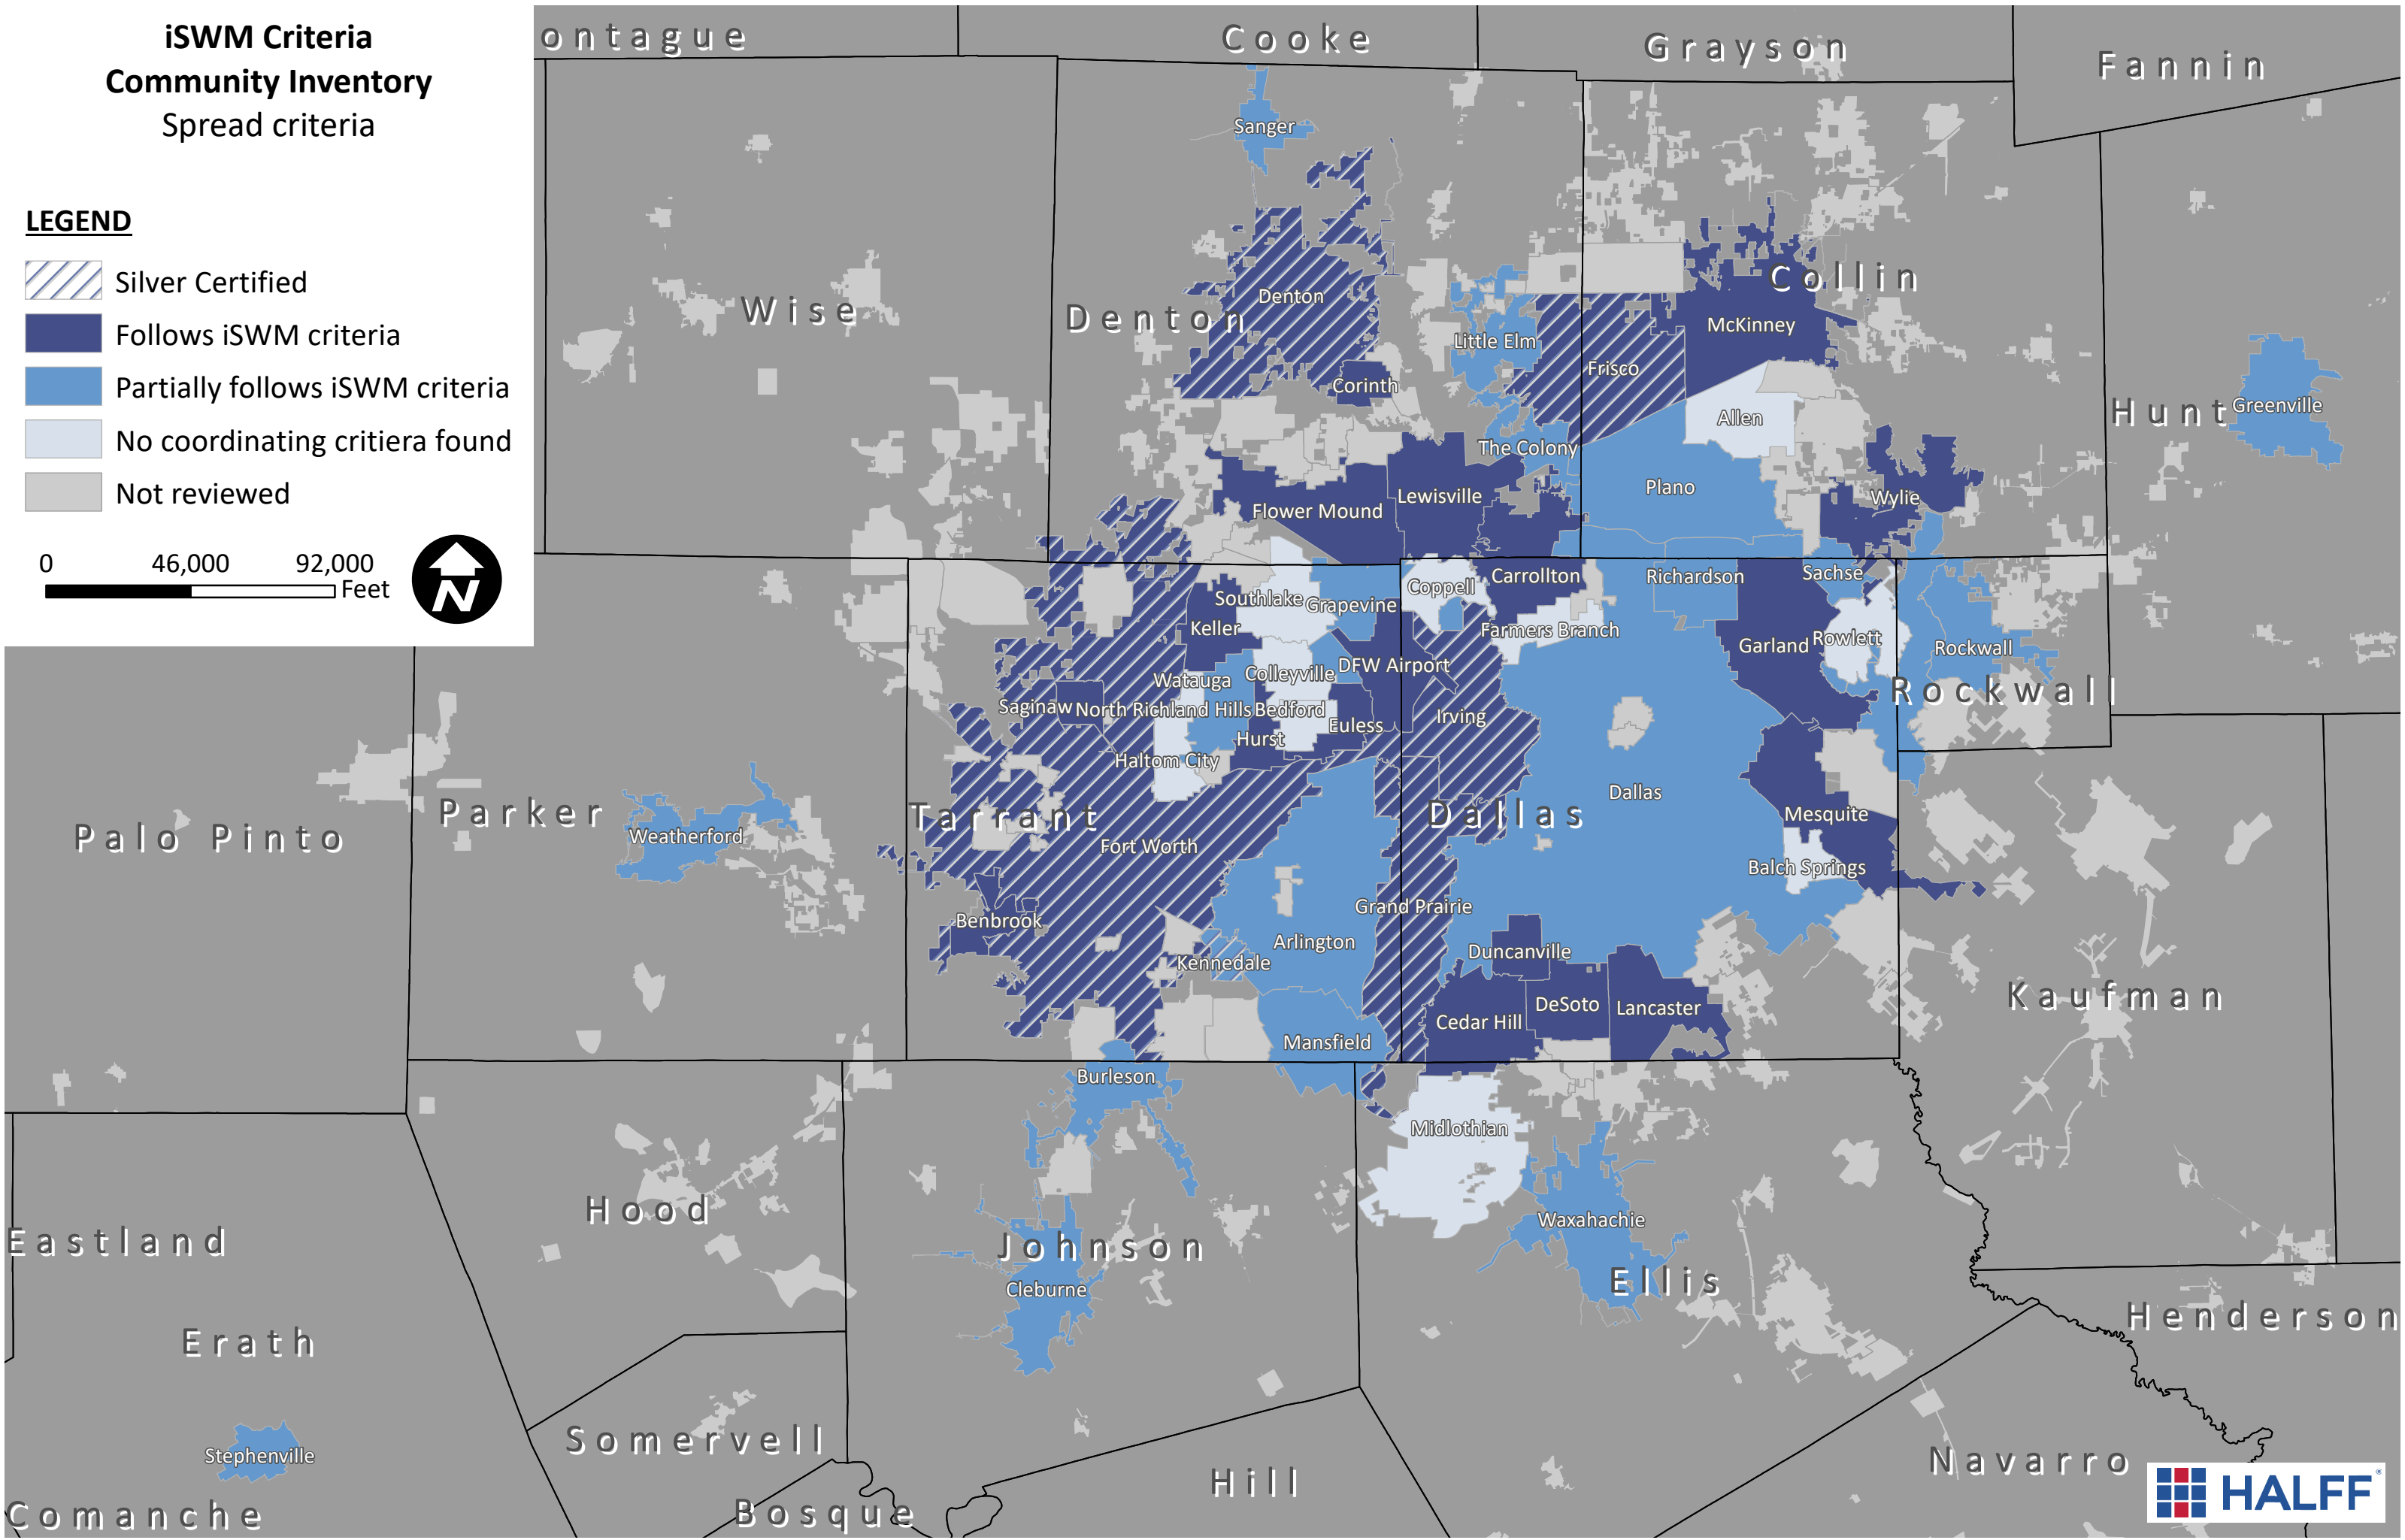 iSWM Criteria
Community Inventory
Spread criteria
LEGEND
Silver Certified
Follows iSWM criteria
Partially follows iSWM criteria
No coordinating critiera found
Not reviewed
0 46,000 92,000
Feet
N
ontague
Cooke
Grayson
Fannin
Sanger
Collin
Denton
Wise
Denton
McKinney
Little Elm
Frisco
Corinth
Hunt
Greenville
Allen
The Colony
Plano
Lewisville
Wylie
Flower Mound
Sachse
Carrollton
Richardson
Coppell
Southlake
Grapevine
Keller
Farmers Branch
Garland
Rowlett
Rockwall
DFW Airport
Colleyville
Watauga
Rockwall
Saginaw
North Richland Hills
Bedford
Irving
Euless
Hurst
Haltom City
Dallas
Parker
Tarrant
Dallas
Mesquite
Palo Pinto
Weatherford
Fort Worth
Balch Springs
Grand Prairie
Benbrook
Arlington
Duncanville
Kennedale
Kaufman
DeSoto
Lancaster
Cedar Hill
Mansfield
Burleson
Midlothian
Hood
Waxahachie
Eastland
Johnson
Ellis
Cleburne
Henderson
Erath
Somervell
Stephenville
Navarro
Hill
Comanche
Bosque
HALFF